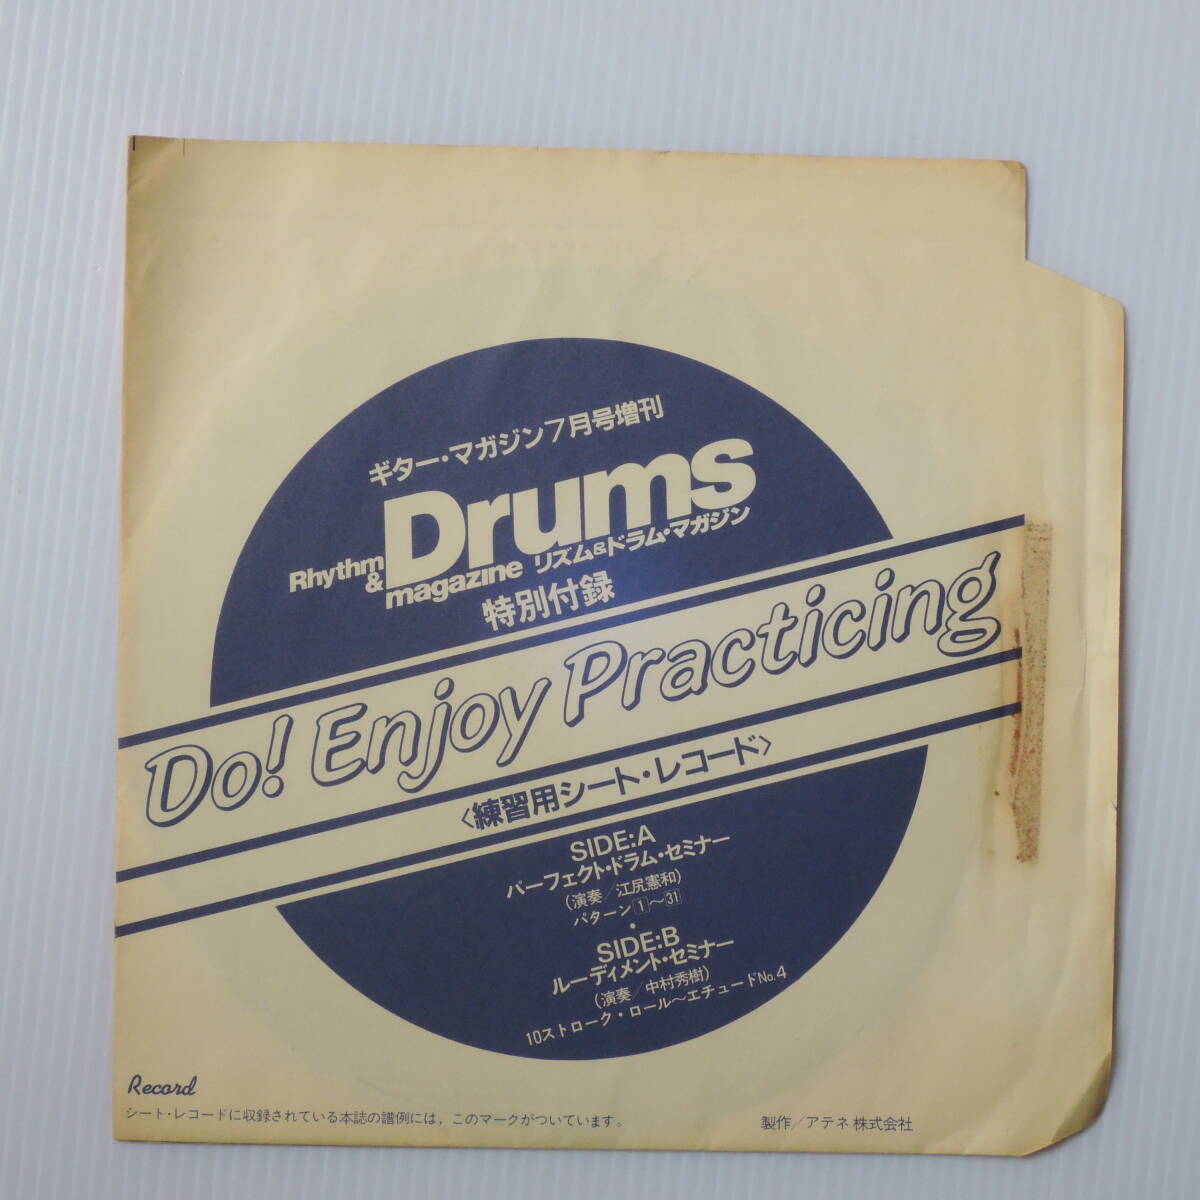 ギター・マガジン7月号増刊
Rhythm & Drums magazine リズム&ドラム・マガジン
特別付録
Do! Enjoy Practicing
〈練習用シート・レコード〉
SIDE:A
パーフェクト・ドラム・セミナー
(演奏/江尻憲和)
パターン1〜31
・
SIDE:B
ルーディメント・セミナー
(演奏/中村秀樹)
10ストローク・ロール〜エチュードNo.4
Record
シート・レコードに収録されている本誌の譜例には,このマークがついています。
製作/アテネ株式会社